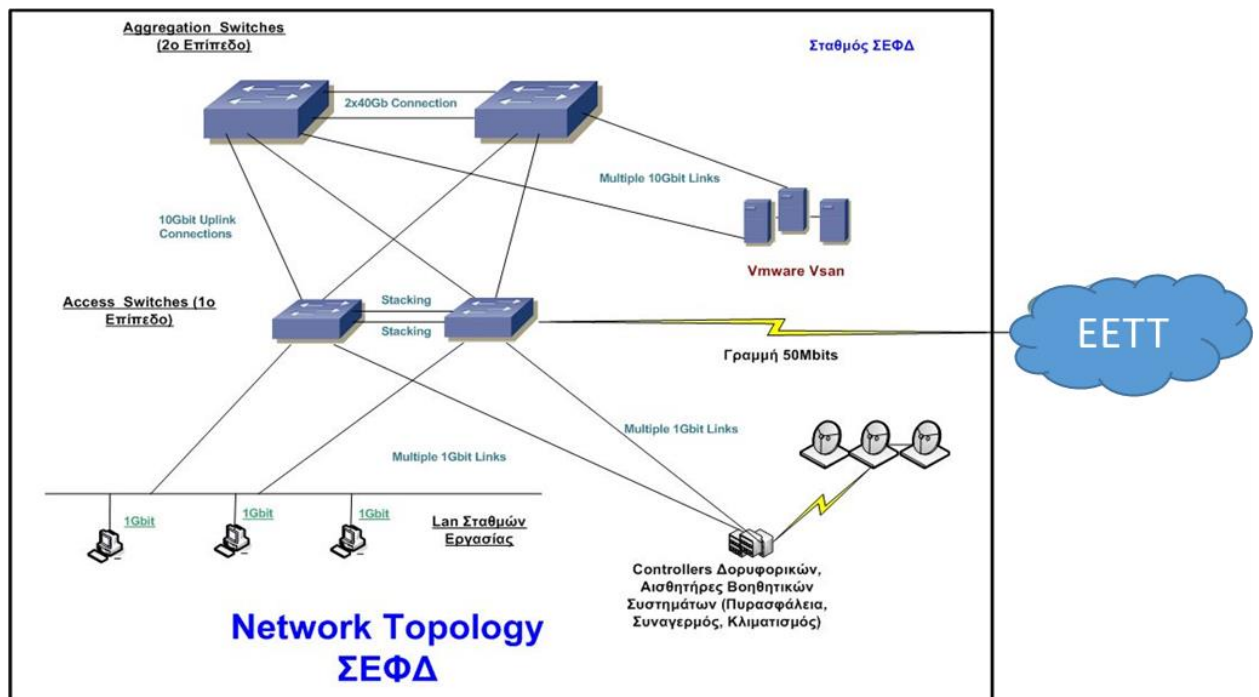 Aggregation Switches
(2ο Επίπεδο)
Σταθμός ΣΕΦΔ
2x40Gb Connection
Multiple 10Gbit Links
10Gbit Uplink
Connections
Vmware Vsan
Access Switches (1ο
Επίπεδο)
Stacking
Stacking
Γραμμή 50Mbits
ΕΕΤΤ
Multiple 1Gbit Links
Multiple 1Gbit Links
1Gbit
1Gbit
1Gbit
Lan Σταθμών
Εργασίας
Controllers Δορυφορικών,
Αισθητήρες Βοηθητικών
Συστημάτων (Πυρασφάλεια,
Συναγερμός, Κλιματισμός)
Network Topology
ΣΕΦΔ